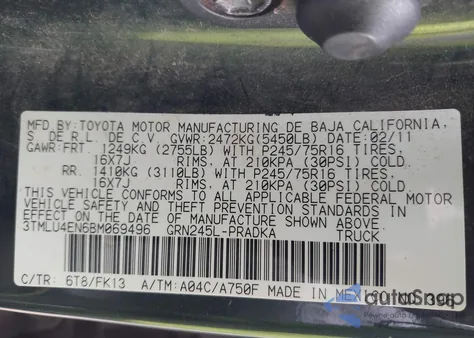 MFD.BY:TOYOTA MOTOR MANUFACTURING DE BAJA CALIFORNIA,
S DE R.L DE C.V GVWR:2472KG(5450LB) DATE:02/11
GAWR:FRT 1249KG (2755LB) WITH P245/75R16 TIRES,
16X7J RIMS, AT 210KPA (30PSI) COLD
RR: 1410KG (3110LB) WITH P245/75R16 TIRES,
16X7J RIMS, AT 210KPA (30PSI) COLD
THIS VEHICLE CONFORMS TO ALL APPLICABLE FEDERAL MOTOR
VEHICLE SAFETY AND THEFT PREVENTION STANDARDS IN
EFFECT ON THE DATE OF MANUFACTURE SHOWN ABOVE
3TMLU4EN6BM069496 GRN245L-PRADKA TRUCK
C/TR: 6T8/FK13 A/TM:A04C/A750F MADE IN MEXICO